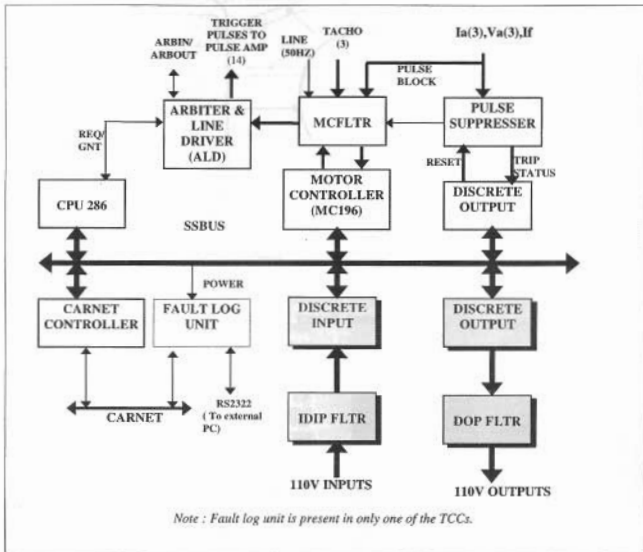 TRIGGER
PULSES TO
PULSE AMP
(14)
ARBIN/
ARBOUT
LINE
(50HZ)
TACHO
(3)
Ia(3),Va(3),If
PULSE
BLOCK
ARBITER &
LINE
DRIVER
(ALD)
MCFLTR
PULSE
SUPPRESSER
REQ/
GNT
RESET
TRIP
STATUS
CPU 286
MOTOR
CONTROLLER
(MC196)
DISCRETE
OUTPUT
SSBUS
POWER
CARNET
CONTROLLER
FAULT LOG
UNIT
DISCRETE
INPUT
DISCRETE
OUTPUT
CARNET
RS2322
( To external
PC)
IDIP FLTR
DOP FLTR
110V INPUTS
110V OUTPUTS
Note : Fault log unit is present in only one of the TCCs.